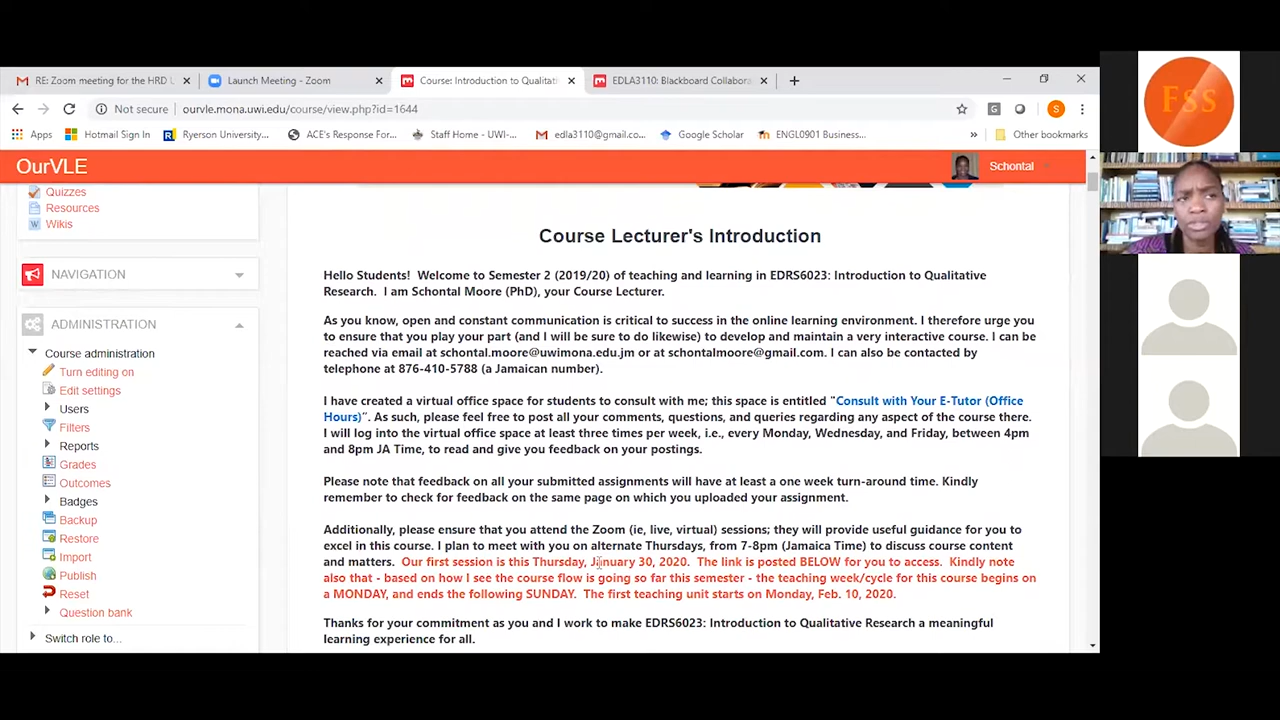 RE: Zoom meeting for the HRD U
Launch Meeting - Zoom
Course: Introduction to Qualitati
EDLA3110: Blackboard Collabora
Not secure
ourvle.mona.uwi.edu/course/view.php?id=1644
S
Apps
Hotmail Sign In
Ryerson University...
ACE's Response For...
Staff Home - UWI-...
edla3110@gmail.co...
Google Scholar
ENGL0901 Business...
»
Other bookmarks
OurVLE
Schontal
Quizzes
Resources
Wikis
NAVIGATION
ADMINISTRATION
Course administration
Turn editing on
Edit settings
Users
Filters
Reports
Grades
Outcomes
Badges
Backup
Restore
Import
Publish
Reset
Question bank
Switch role to...
Course Lecturer's Introduction
Hello Students! Welcome to Semester 2 (2019/20) of teaching and learning in EDRS6023: Introduction to Qualitative
Research. I am Schontal Moore (PhD), your Course Lecturer.
As you know, open and constant communication is critical to success in the online learning environment. I therefore urge you
to ensure that you play your part (and I will be sure to do likewise) to develop and maintain a very interactive course. I can be
reached via email at schontal.moore@uwimona.edu.jm or at schontalmoore@gmail.com. I can also be contacted by
telephone at 876-410-5788 (a Jamaican number).
I have created a virtual office space for students to consult with me; this space is entitled "Consult with Your E-Tutor (Office
Hours)". As such, please feel free to post all your comments, questions, and queries regarding any aspect of the course there.
I will log into the virtual office space at least three times per week, i.e., every Monday, Wednesday, and Friday, between 4pm
and 8pm JA Time, to read and give you feedback on your postings.
Please note that feedback on all your submitted assignments will have at least a one week turn-around time. Kindly
remember to check for feedback on the same page on which you uploaded your assignment.
Additionally, please ensure that you attend the Zoom (ie, live, virtual) sessions; they will provide useful guidance for you to
excel in this course. I plan to meet with you on alternate Thursdays, from 7-8pm (Jamaica Time) to discuss course content
and matters. Our first session is this Thursday, January 30, 2020. The link is posted BELOW for you to access. Kindly note
also that - based on how I see the course flow is going so far this semester - the teaching week/cycle for this course begins on
a MONDAY, and ends the following SUNDAY. The first teaching unit starts on Monday, Feb. 10, 2020.
Thanks for your commitment as you and I work to make EDRS6023: Introduction to Qualitative Research a meaningful
learning experience for all.
Fss